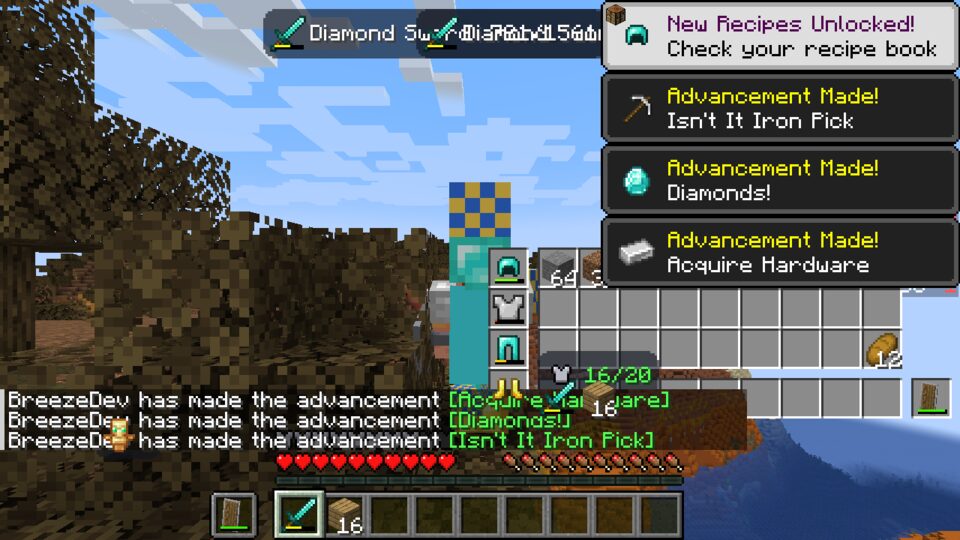 Diamond
New Recipes Unlocked!
Check your recipe book
Advancement Made!
Isn't It Iron Pick
Advancement Made!
Diamonds!
Advancement Made!
Acquire Hardware
64
12
16/20
16
BreezeDev has made the advancement [Acquire Hardware]
BreezeDev has made the advancement [Diamonds!]
BreezeDev has made the advancement [Isn't It Iron Pick]
16